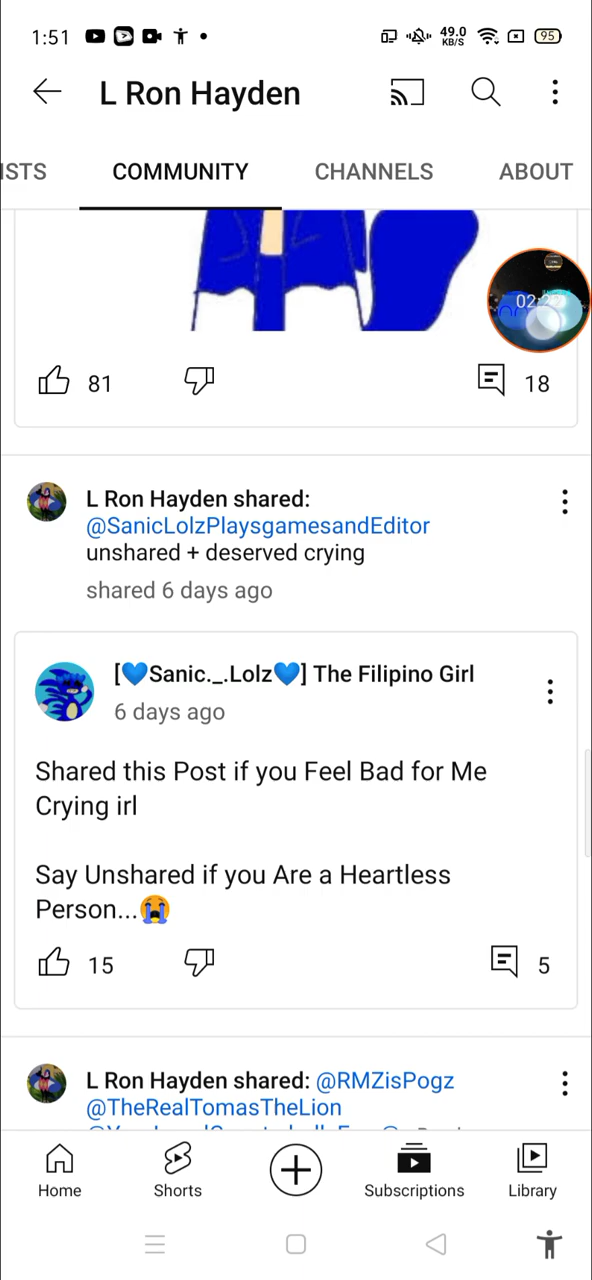 1:51 49.0 KB/S 95
L Ron Hayden
ISTS COMMUNITY CHANNELS ABOUT
81 18
L Ron Hayden shared:
@SanicLolzPlaysgamesandEditor
unshared + deserved crying
shared 6 days ago
[💙Sanic._.Lolz💙] The Filipino Girl
6 days ago
Shared this Post if you Feel Bad for Me
Crying irl
Say Unshared if you Are a Heartless
Person...😭
15 5
L Ron Hayden shared: @RMZisPogz
@TheRealTomasTheLion
Home Shorts Subscriptions Library